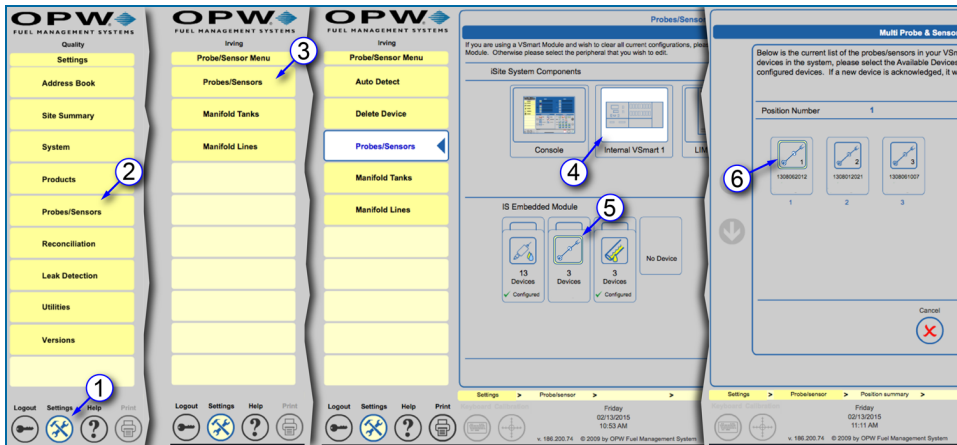 OPW
FUEL MANAGEMENT SYSTEMS
Quality
Settings
Address Book
Site Summary
System
Products
2
Probes/Sensors
Reconciliation
Leak Detection
Utilities
Versions
1
Logout Settings Help Print
OPW
FUEL MANAGEMENT SYSTEMS
Irving
Probe/Sensor Menu
3
Probes/Sensors
Manifold Tanks
Manifold Lines
Logout Settings Help Print
OPW
FUEL MANAGEMENT SYSTEMS
Irving
Probe/Sensor Menu
Auto Detect
Delete Device
Probes/Sensors
Manifold Tanks
Manifold Lines
Logout Settings Help Print
Probes/Sensor
If you are using a VSmart Module and wish to clear all current configurations, plea
Module. Otherwise please select the peripheral that you wish to edit.
iSite System Components
Console
Internal VSmart 1
LIM
4
IS Embedded Module
5
13
Devices
Configured
3
Devices
3
Devices
Configured
No Device
Settings > Probe/sensor > >
Keyboard Calibration
Friday
02/13/2015
10:53 AM
v. 186.200.74 © 2009 by OPW Fuel Management System
Multi Probe & Senso
Below is the current list of the probes/sensors in your VSm
devices in the system, please select the Available Devices
configured devices. If a new device is acknowledged, it w
Position Number 1
6
1 2 3
1308062012 1308012021 1308061007
1 2 3
Cancel
Settings > Probe/sensor > Position summary >
Friday
02/13/2015
11:11 AM
v. 186.200.74 © 2009 by OPW Fuel Management System